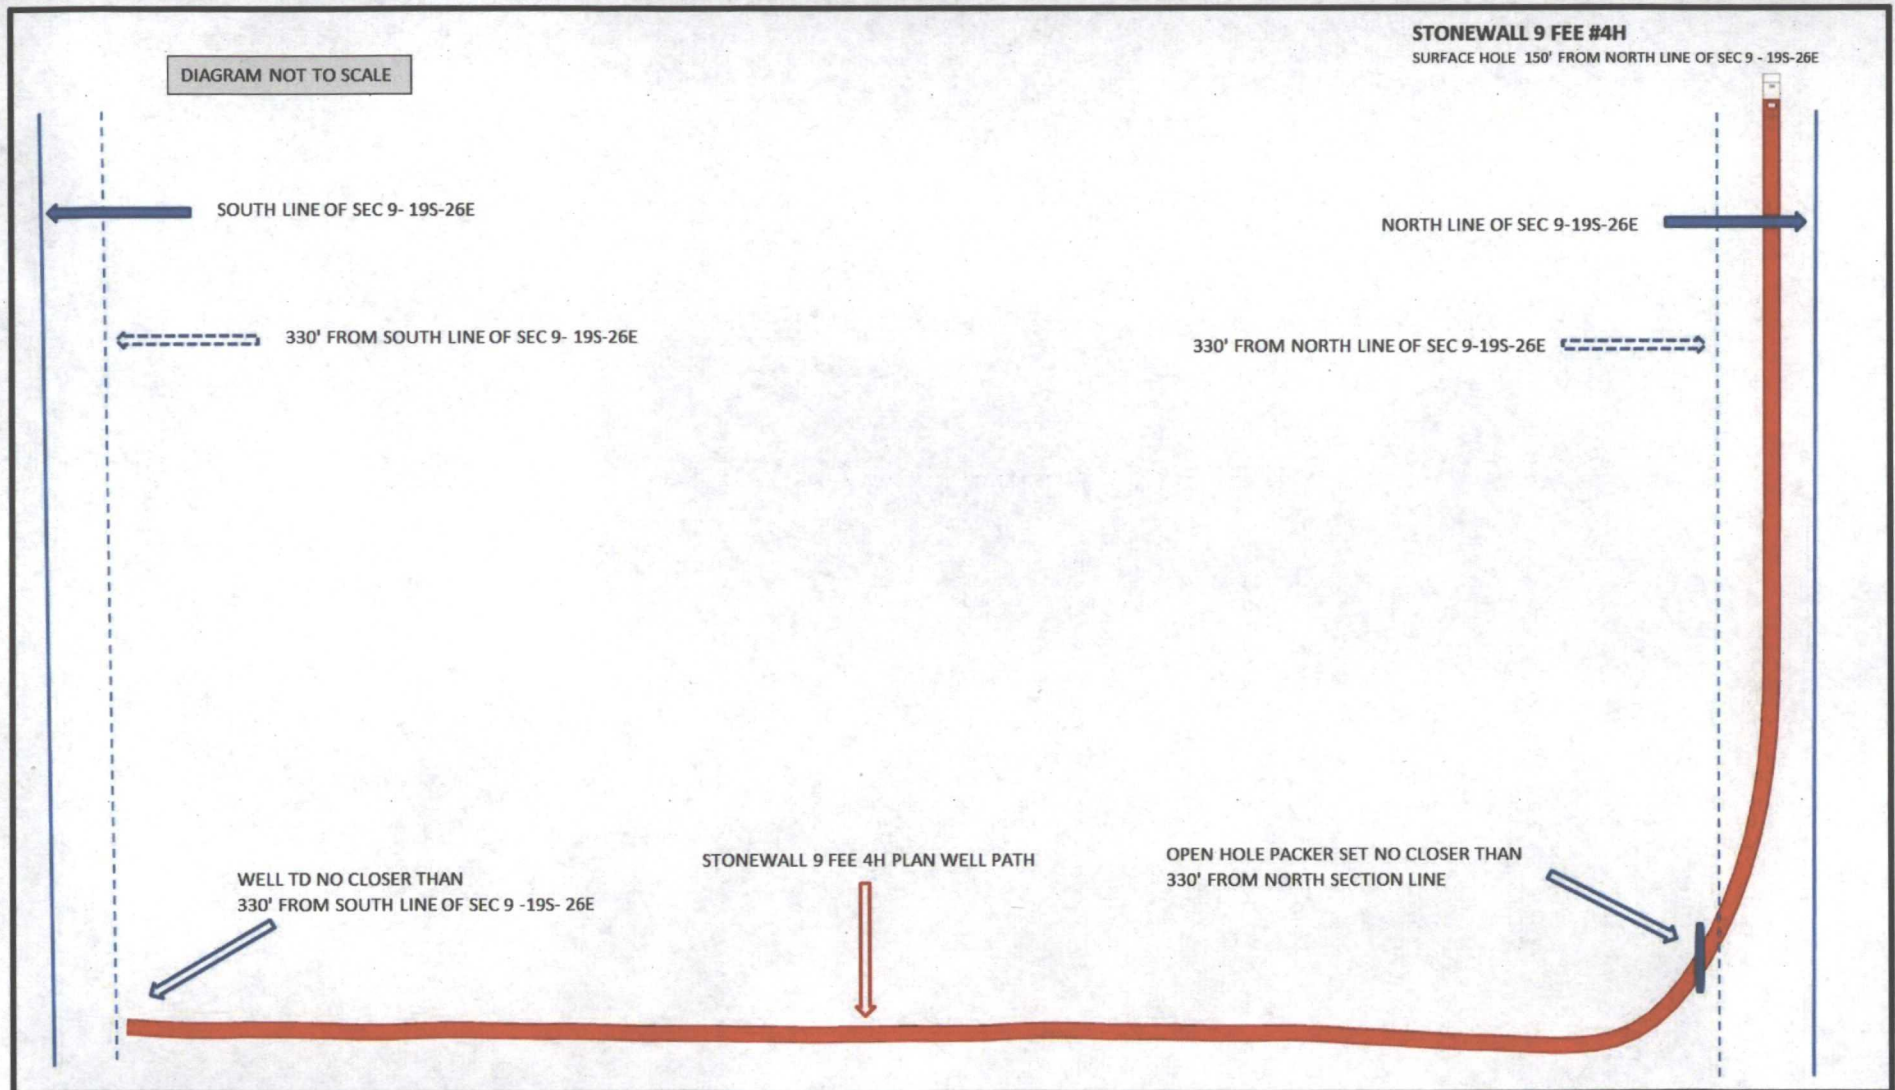 STONEWALL 9 FEE #4H
SURFACE HOLE 150' FROM NORTH LINE OF SEC 9 - 19S-26E
DIAGRAM NOT TO SCALE
SOUTH LINE OF SEC 9- 19S-26E
NORTH LINE OF SEC 9-19S-26E
330' FROM SOUTH LINE OF SEC 9- 19S-26E
330' FROM NORTH LINE OF SEC 9-19S-26E
WELL TD NO CLOSER THAN
330' FROM SOUTH LINE OF SEC 9 -19S- 26E
STONEWALL 9 FEE 4H PLAN WELL PATH
OPEN HOLE PACKER SET NO CLOSER THAN
330' FROM NORTH SECTION LINE